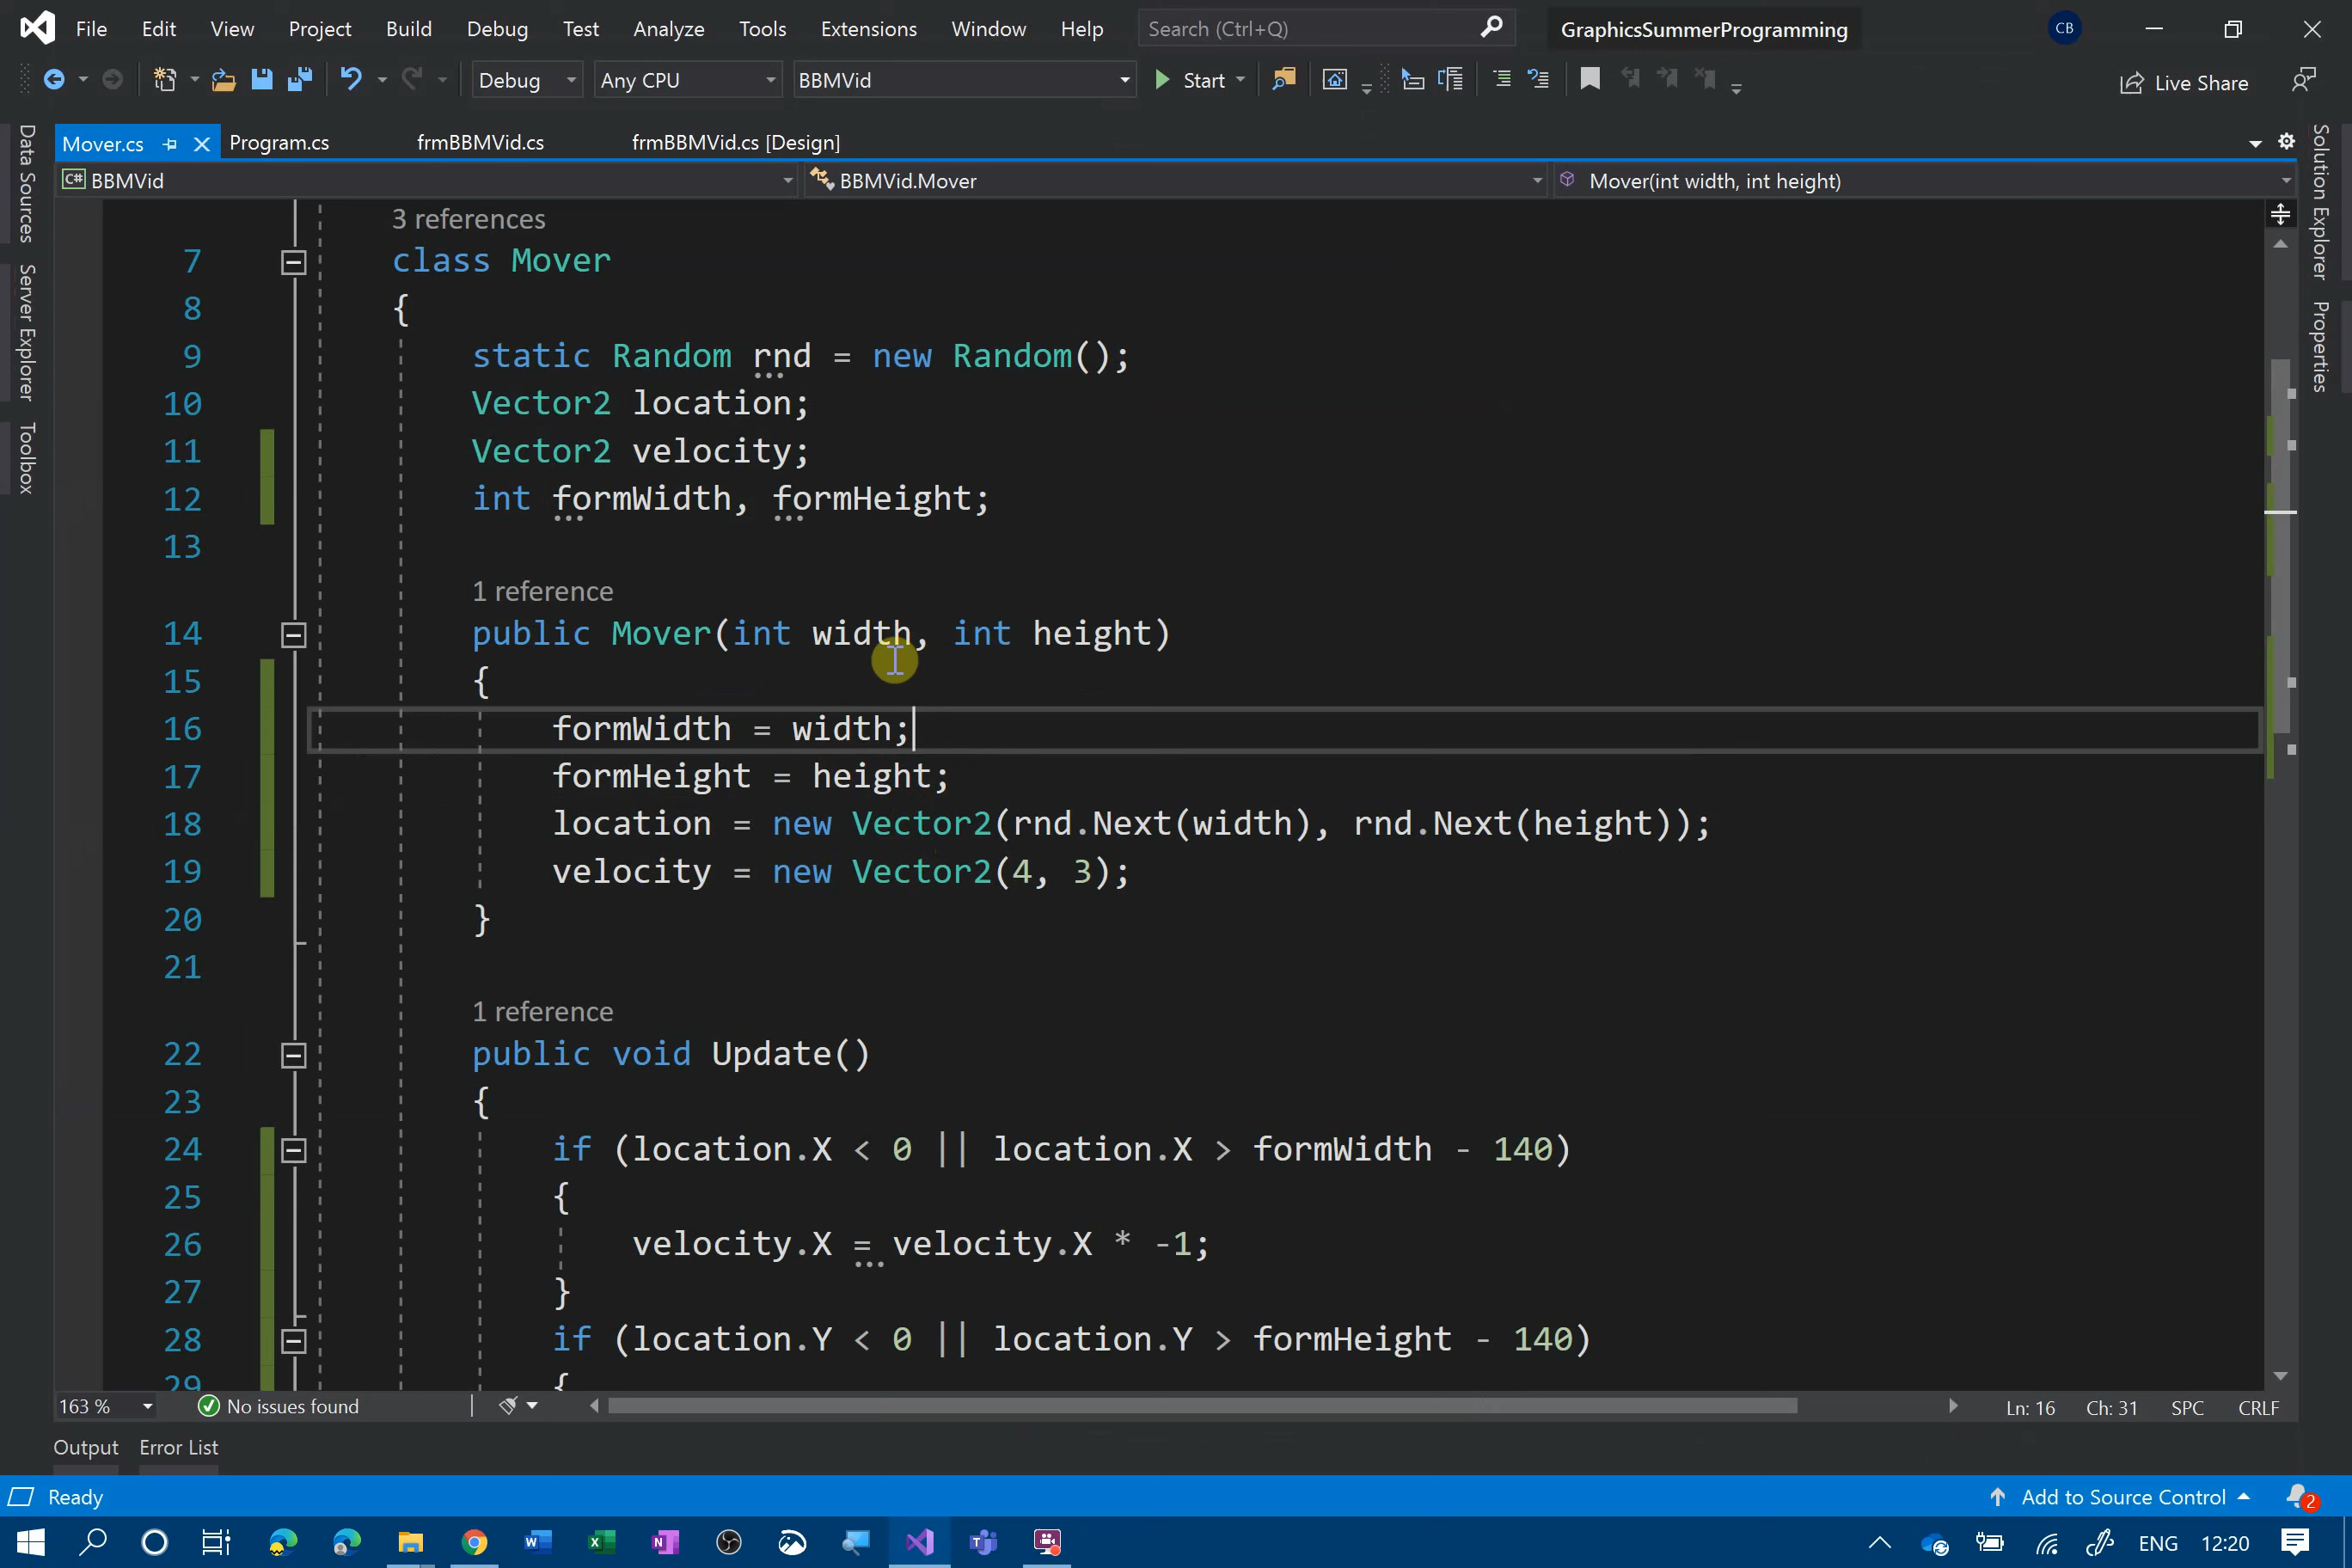 File Edit View Project Build Debug Test Analyze Tools Extensions Window Help Search (Ctrl+Q) GraphicsSummerProgramming CB
Debug Any CPU BBMVid Start Live Share
Mover.cs Program.cs frmBBMVid.cs frmBBMVid.cs [Design]
C# BBMVid BBMVid.Mover Mover(int width, int height)
Data Sources
Server Explorer
Toolbox
Solution Explorer
Properties
3 references
7 class Mover
8 {
9 static Random rnd = new Random();
10 Vector2 location;
11 Vector2 velocity;
12 int formWidth, formHeight;
13
1 reference
14 public Mover(int width, int height)
15 {
16 formWidth = width;
17 formHeight = height;
18 location = new Vector2(rnd.Next(width), rnd.Next(height));
19 velocity = new Vector2(4, 3);
20 }
21
1 reference
22 public void Update()
23 {
24 if (location.X < 0 || location.X > formWidth - 140)
25 {
26 velocity.X = velocity.X * -1;
27 }
28 if (location.Y < 0 || location.Y > formHeight - 140)
29 {
163 % No issues found Ln: 16 Ch: 31 SPC CRLF
Output Error List
Ready Add to Source Control 2
ENG 12:20